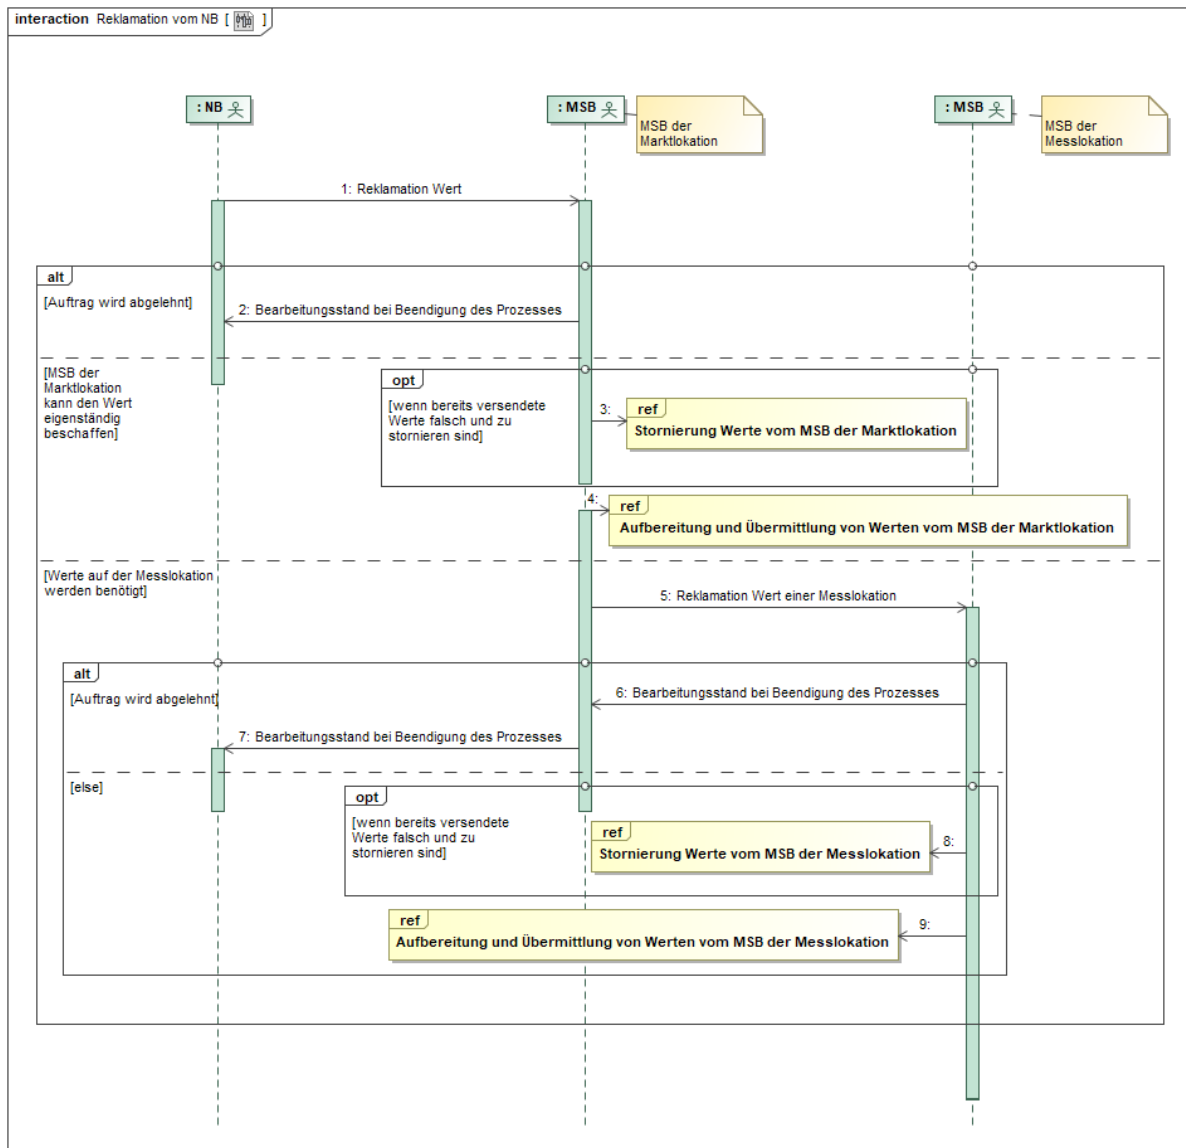 interaction Reklamation vom NB [ ]
: NB
: MSB
MSB der
Marktlokation
: MSB
MSB der
Messlokation
1: Reklamation Wert
alt
[Auftrag wird abgelehnt]
2: Bearbeitungsstand bei Beendigung des Prozesses
[MSB der
Marktlokation
kann den Wert
eigenständig
beschaffen]
opt
[wenn bereits versendete
Werte falsch und zu
stornieren sind]
3:
ref
Stornierung Werte vom MSB der Marktlokation
4:
ref
Aufbereitung und Übermittlung von Werten vom MSB der Marktlokation
[Werte auf der Messlokation
werden benötigt]
5: Reklamation Wert einer Messlokation
alt
[Auftrag wird abgelehnt]
6: Bearbeitungsstand bei Beendigung des Prozesses
7: Bearbeitungsstand bei Beendigung des Prozesses
[else]
opt
[wenn bereits versendete
Werte falsch und zu
stornieren sind]
ref
Stornierung Werte vom MSB der Messlokation
8:
ref
Aufbereitung und Übermittlung von Werten vom MSB der Messlokation
9: